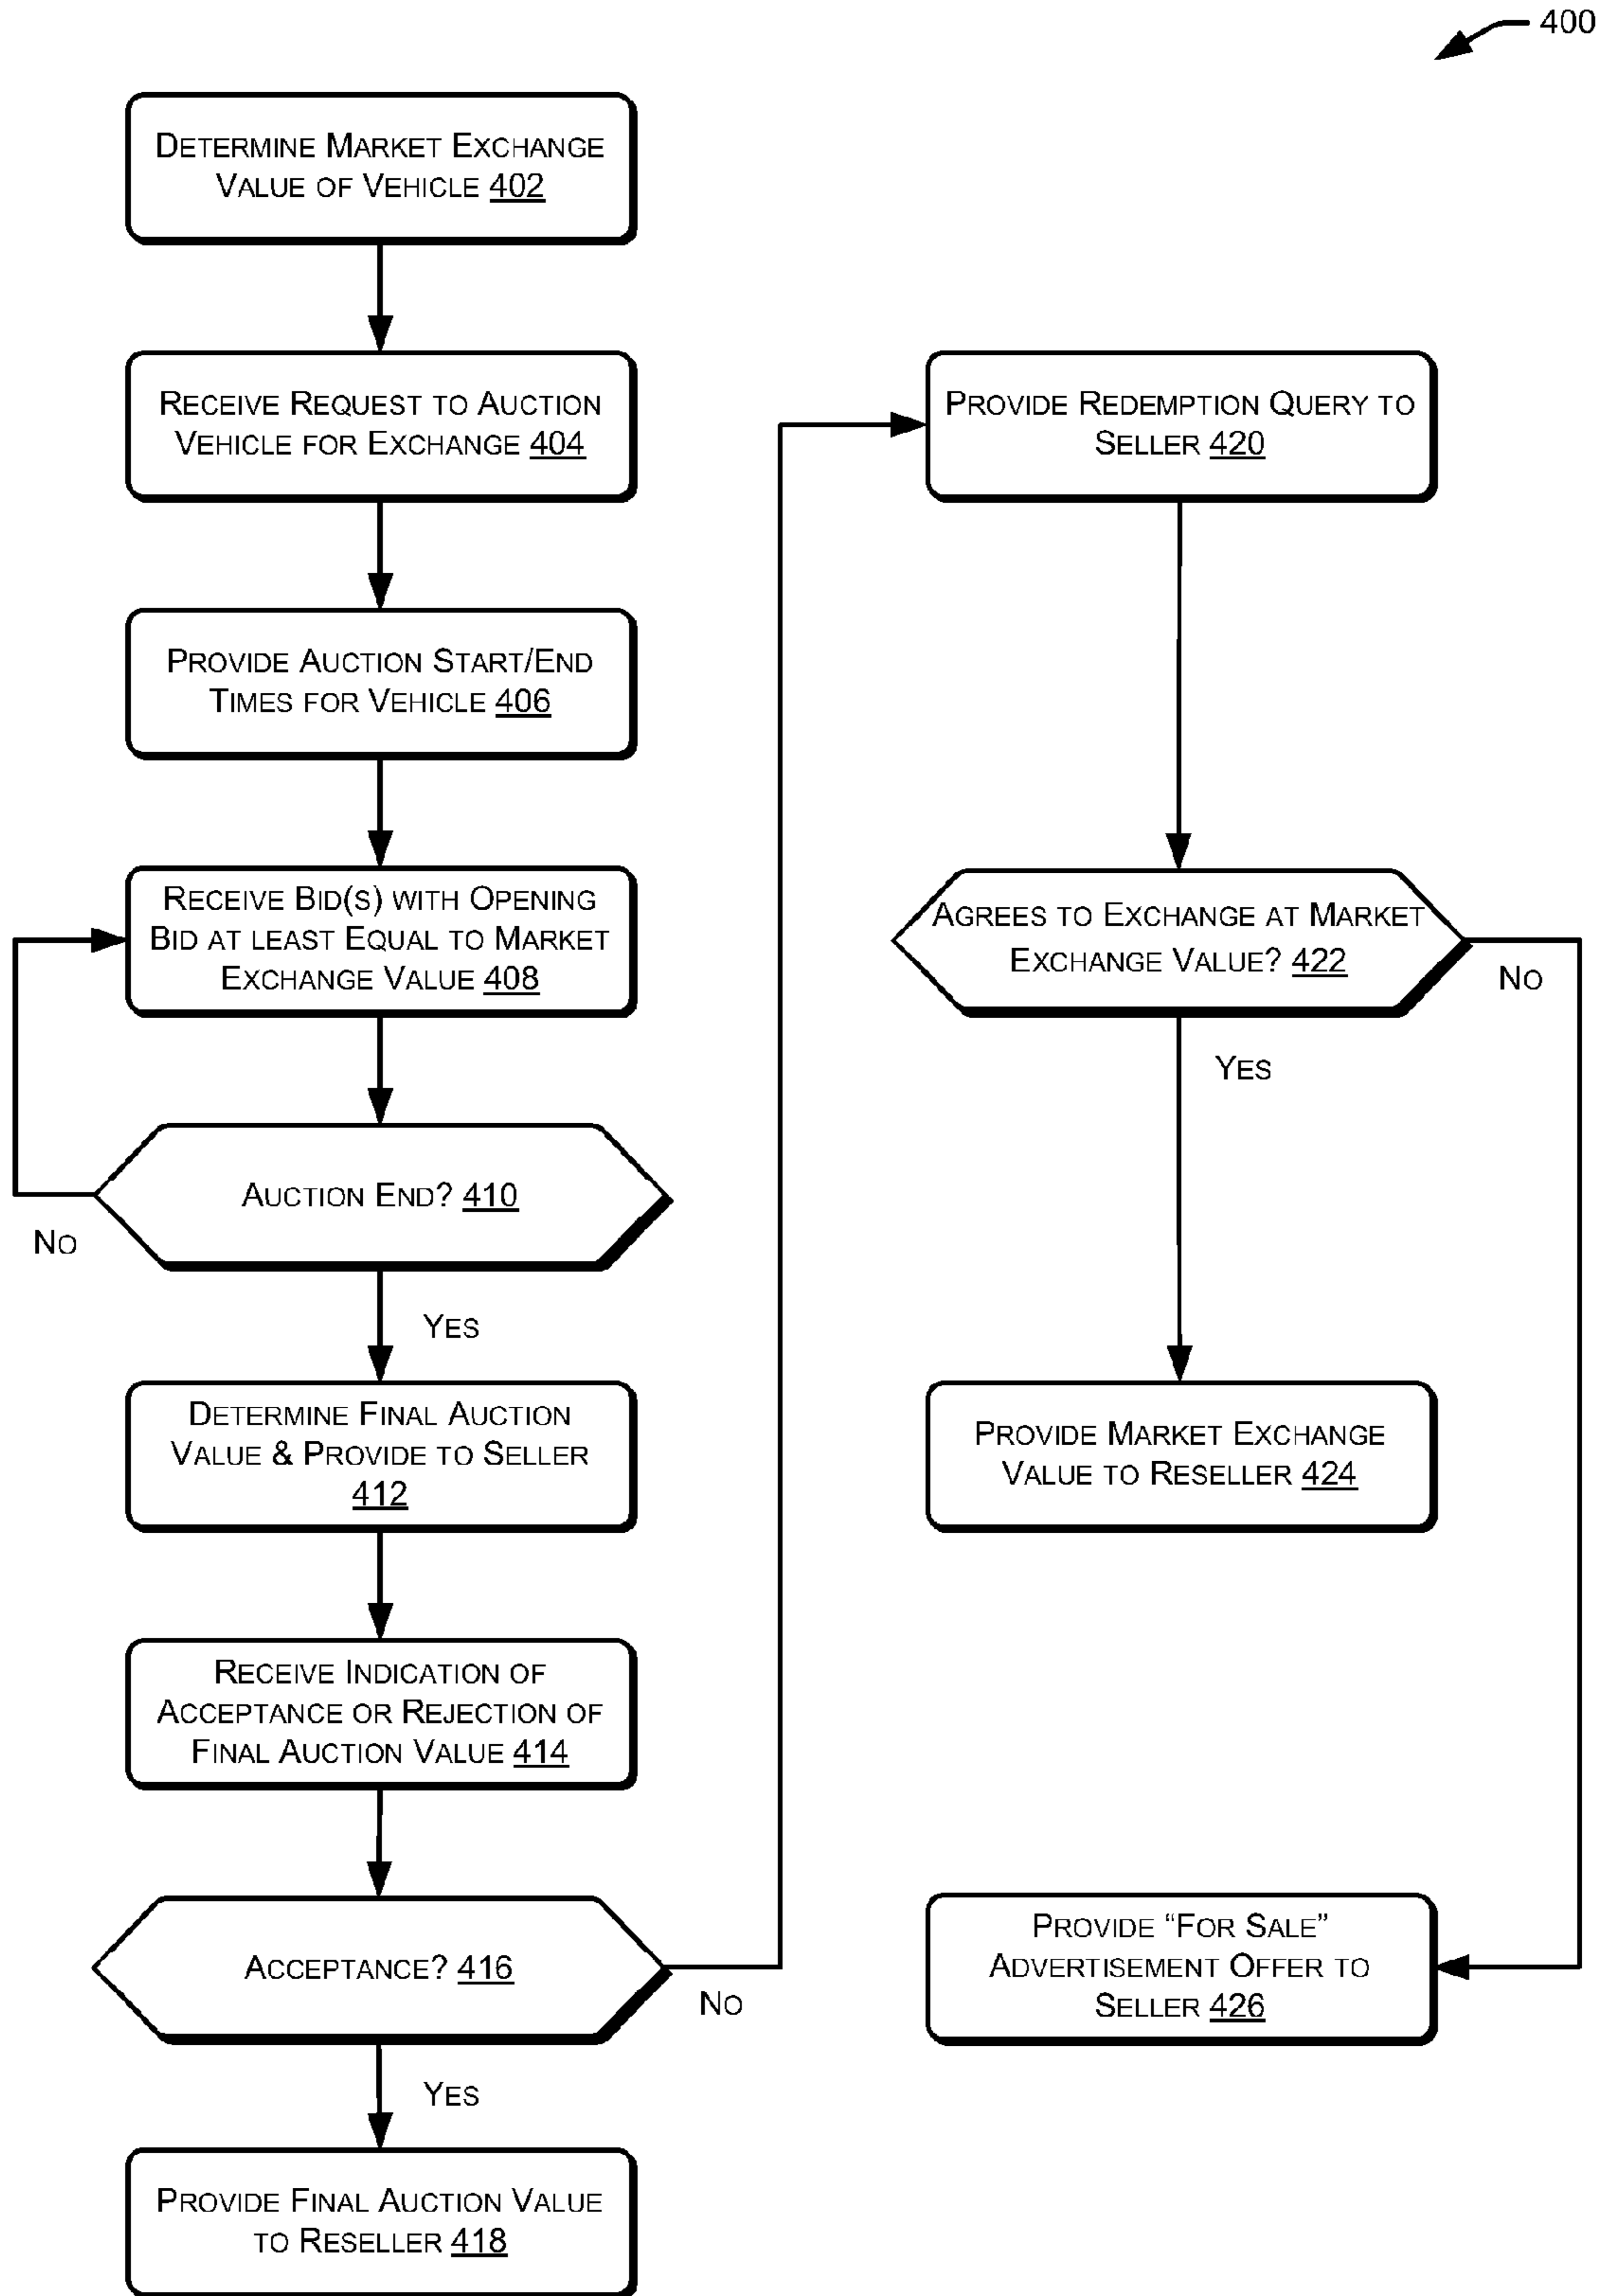 400
Determine Market Exchange
Value of Vehicle 402
Receive Request to Auction
Vehicle for Exchange 404
Provide Auction Start/End
Times for Vehicle 406
Receive Bid(s) with Opening
Bid at least Equal to Market
Exchange Value 408
Auction End? 410
No
Yes
Determine Final Auction
Value & Provide to Seller
412
Receive Indication of
Acceptance or Rejection of
Final Auction Value 414
Acceptance? 416
No
Yes
Provide Final Auction Value
to Reseller 418
Provide Redemption Query to
Seller 420
Agrees to Exchange at Market
Exchange Value? 422
No
Yes
Provide Market Exchange
Value to Reseller 424
Provide “For Sale”
Advertisement Offer to
Seller 426